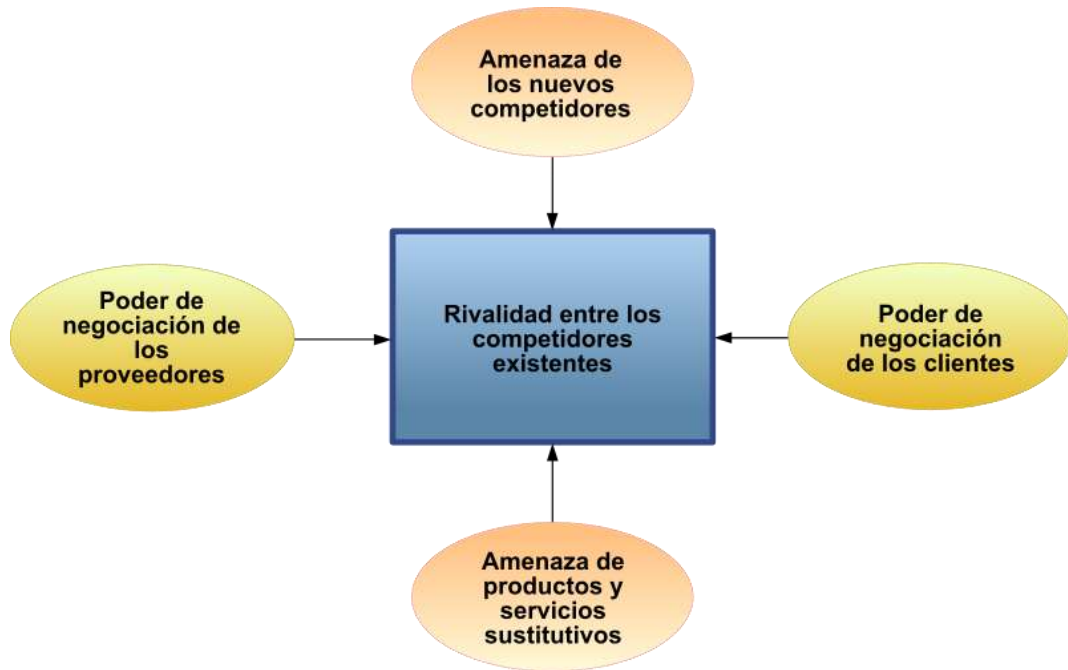 Amenaza de
los nuevos
competidores
Poder de
negociación de
los
proveedores
Rivalidad entre los
competidores
existentes
Poder de
negociación
de los clientes
Amenaza de
productos y
servicios
sustitutivos